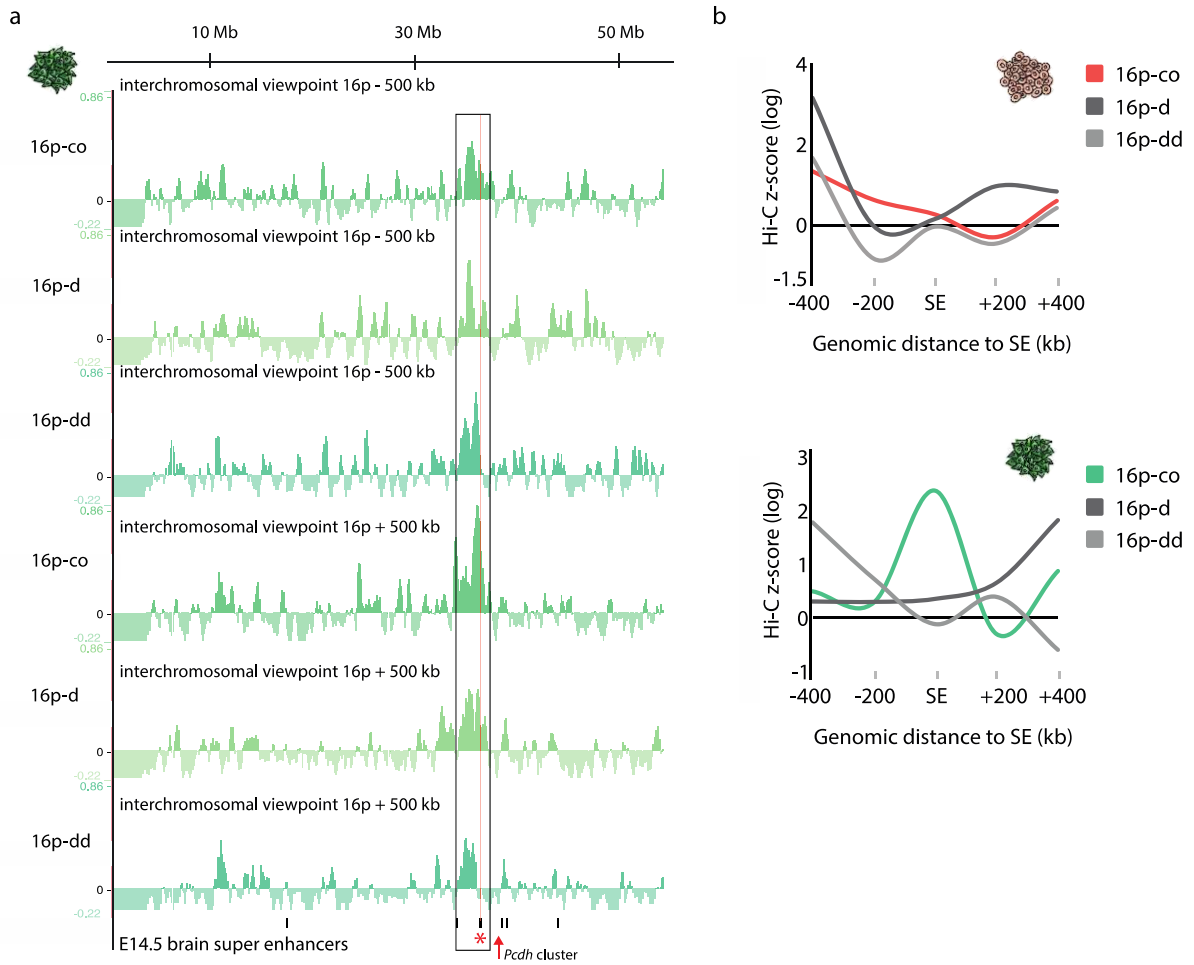 a
10 Mb 30 Mb 50 Mb
interchromosomal viewpoint 16p - 500 kb
0.86
16p-co
0
-0.22
0.86
interchromosomal viewpoint 16p - 500 kb
16p-d
0
-0.22
0.86
interchromosomal viewpoint 16p - 500 kb
16p-dd
0
-0.22
0.86
interchromosomal viewpoint 16p + 500 kb
16p-co
0
-0.22
0.86
interchromosomal viewpoint 16p + 500 kb
16p-d
0
-0.22
0.86
interchromosomal viewpoint 16p + 500 kb
16p-dd
0
-0.22
E14.5 brain super enhancers
*
Pcdh cluster
b
4
2
1
0
-1.5
Hi-C z-score (log)
-400 -200 SE +200 +400
Genomic distance to SE (kb)
16p-co
16p-d
16p-dd
3
2
1
0
-1
Hi-C z-score (log)
-400 -200 SE +200 +400
Genomic distance to SE (kb)
16p-co
16p-d
16p-dd